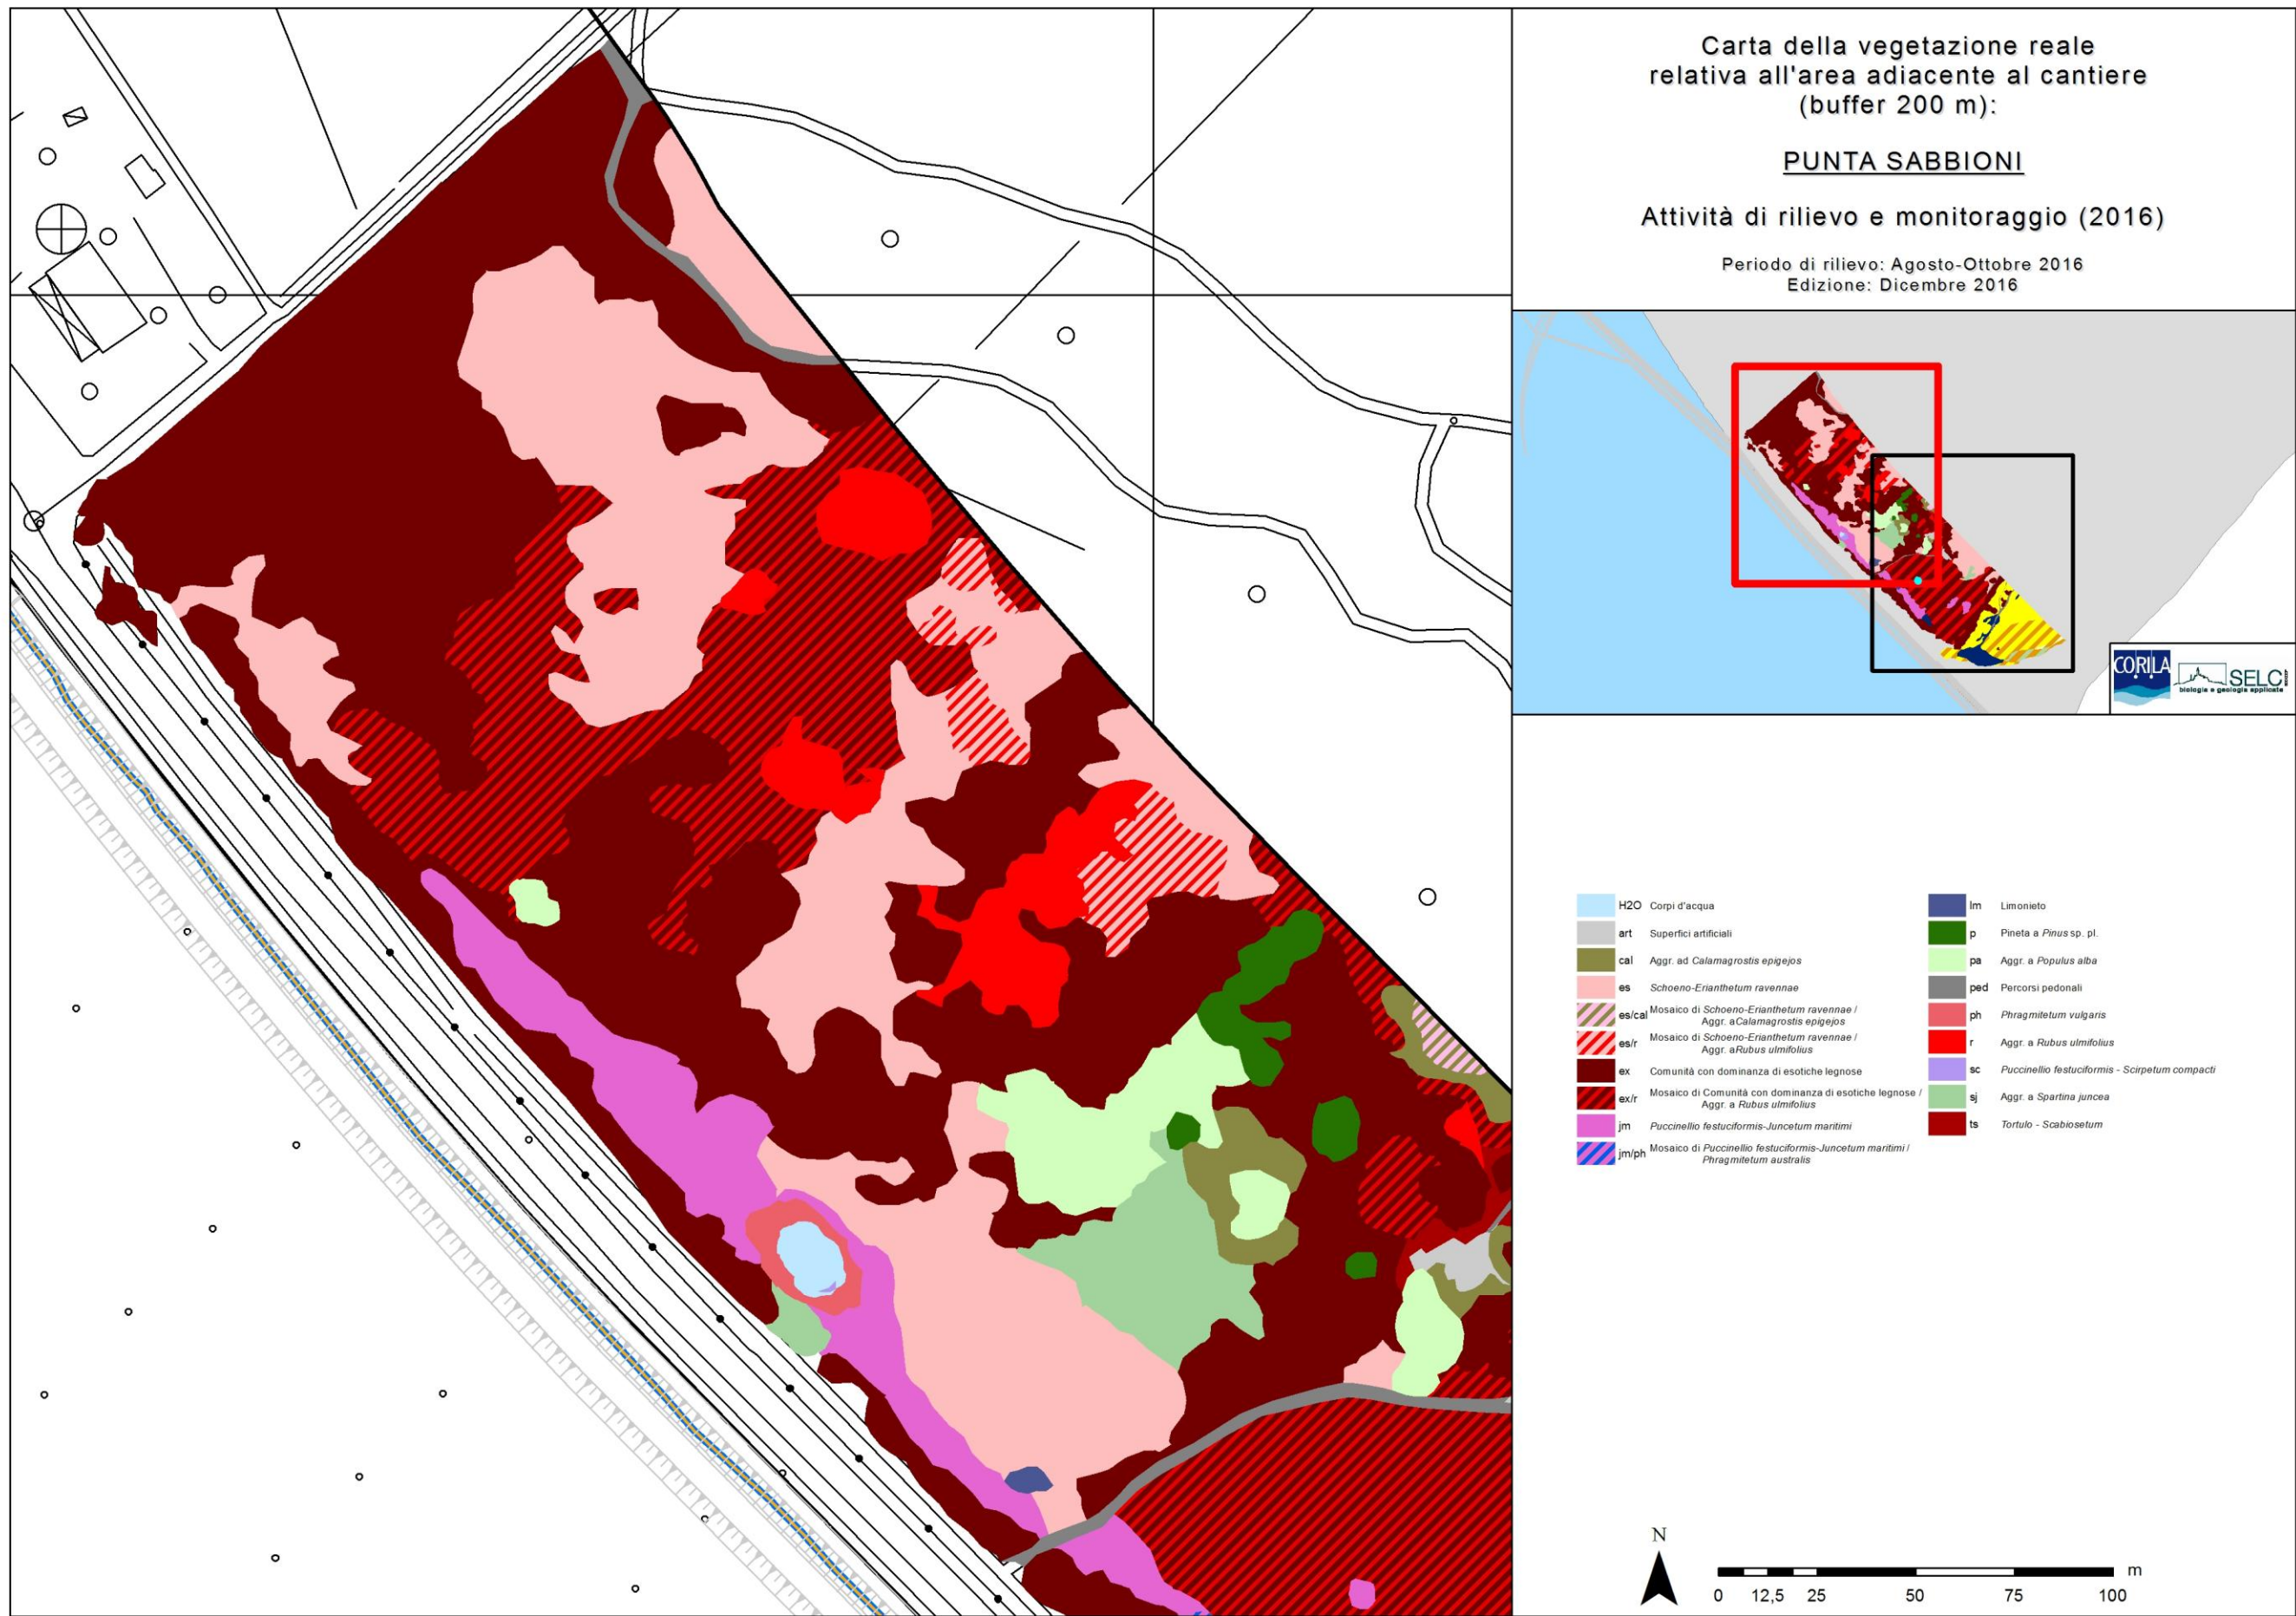 Carta della vegetazione reale
relativa all'area adiacente al cantiere
(buffer 200 m):
PUNTA SABBIONI
Attività di rilievo e monitoraggio (2016)
Periodo di rilievo: Agosto-Ottobre 2016
Edizione: Dicembre 2016
CORILA
SELC
biologia e geologia applicate
H2O Corpi d'acqua
art Superfici artificiali
cal Aggr. ad Calamagrostis epigejos
es Schoeno-Erianthetum ravennae
es/cal Mosaico di Schoeno-Erianthetum ravennae /
Aggr. aCalamagrostis epigejos
es/r Mosaico di Schoeno-Erianthetum ravennae /
Aggr. aRubus ulmifolius
ex Comunità con dominanza di esotiche legnose
ex/r Mosaico di Comunità con dominanza di esotiche legnose /
Aggr. a Rubus ulmifolius
jm Puccinellio festuciformis-Juncetum maritimi
jm/ph Mosaico di Puccinellio festuciformis-Juncetum maritimi /
Phragmitetum australis
lm Limonieto
p Pineta a Pinus sp. pl.
pa Aggr. a Populus alba
ped Percorsi pedonali
ph Phragmitetum vulgaris
r Aggr. a Rubus ulmifolius
sc Puccinellio festuciformis - Scirpetum compacti
sj Aggr. a Spartina juncea
ts Tortulo - Scabiosetum
N
m
0 12,5 25 50 75 100